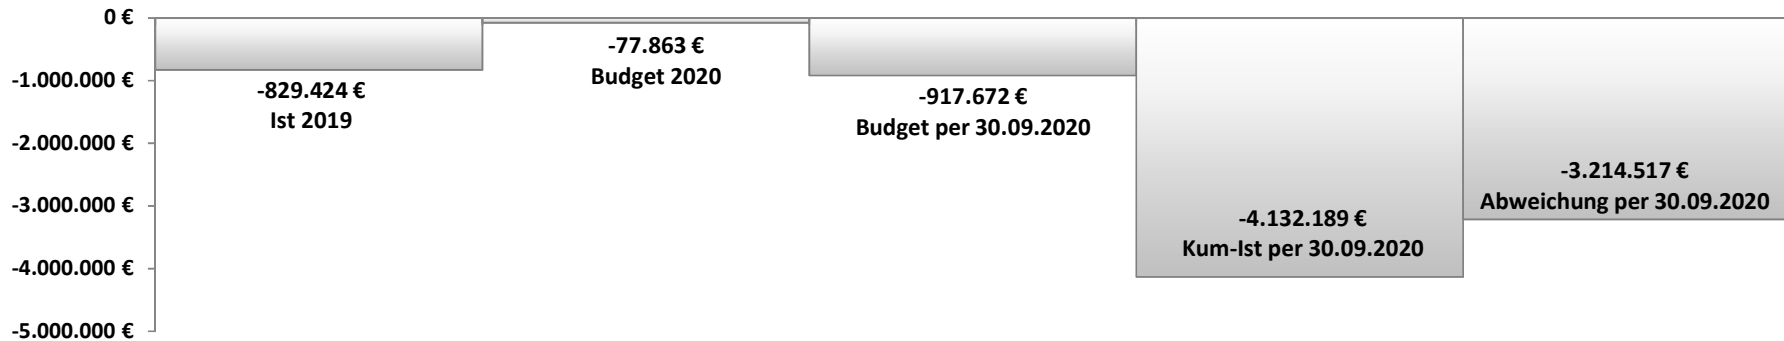 0 €
-1.000.000 €
-2.000.000 €
-3.000.000 €
-4.000.000 €
-5.000.000 €
-829.424 €
Ist 2019
-77.863 €
Budget 2020
-917.672 €
Budget per 30.09.2020
-4.132.189 €
Kum-Ist per 30.09.2020
-3.214.517 €
Abweichung per 30.09.2020